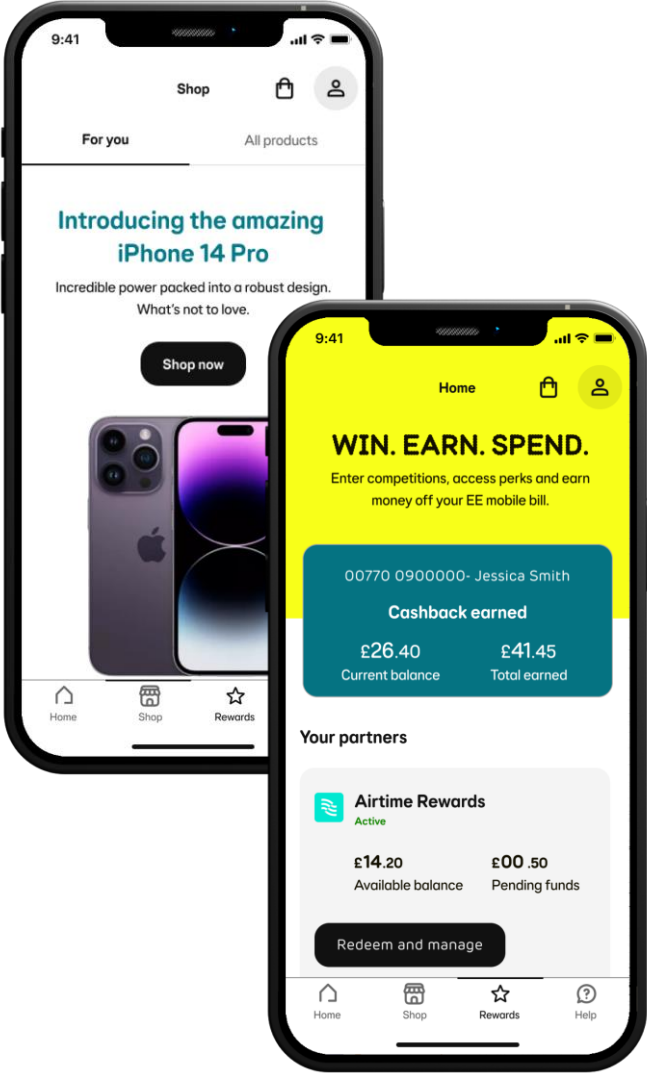 9:41
Shop
For you
All products
Introducing the amazing
iPhone 14 Pro
Incredible power packed into a robust design.
What's not to love.
Shop now
Home
Shop
Rewards
9:41
Home
WIN. EARN. SPEND.
Enter competitions, access perks and earn
money off your EE mobile bill.
00770 0900000- Jessica Smith
Cashback earned
£26.40
£41.45
Current balance
Total earned
Your partners
Airtime Rewards
Active
£14.20
£00 .50
Available balance
Pending funds
Redeem and manage
Home
Shop
Rewards
Help